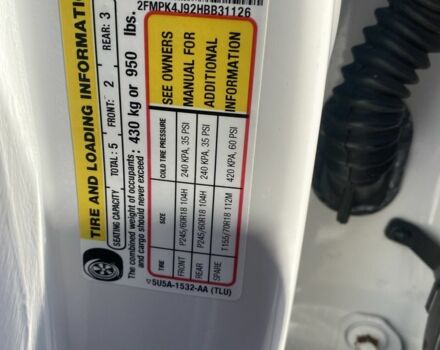 2FMPK4J92HBB31126
TIRE AND LOADING INFORMATION
SEATING CAPACITY TOTAL: 5 FRONT: 2 REAR: 3
The combined weight of occupants
and cargo should never exceed : 430 kg or 950 lbs.
TIRE SIZE COLD TIRE PRESSURE
FRONT P245/60R18 104H 240 KPA, 35 PSI
REAR P245/60R18 104H 240 KPA, 35 PSI
SPARE T155/70R18 112M 420 KPA, 60 PSI
SEE OWNERS
MANUAL FOR
ADDITIONAL
INFORMATION
5U5A-1532-AA (TLU)